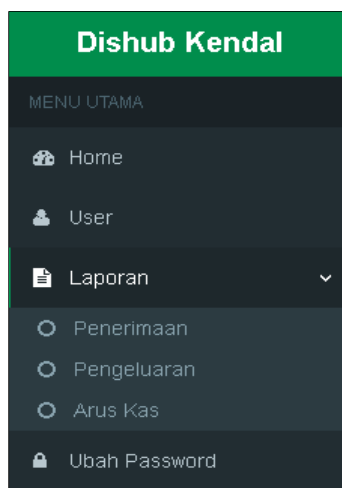 Dishub Kendal
MENU UTAMA
Home
User
Laporan
Penerimaan
Pengeluaran
Arus Kas
Ubah Password